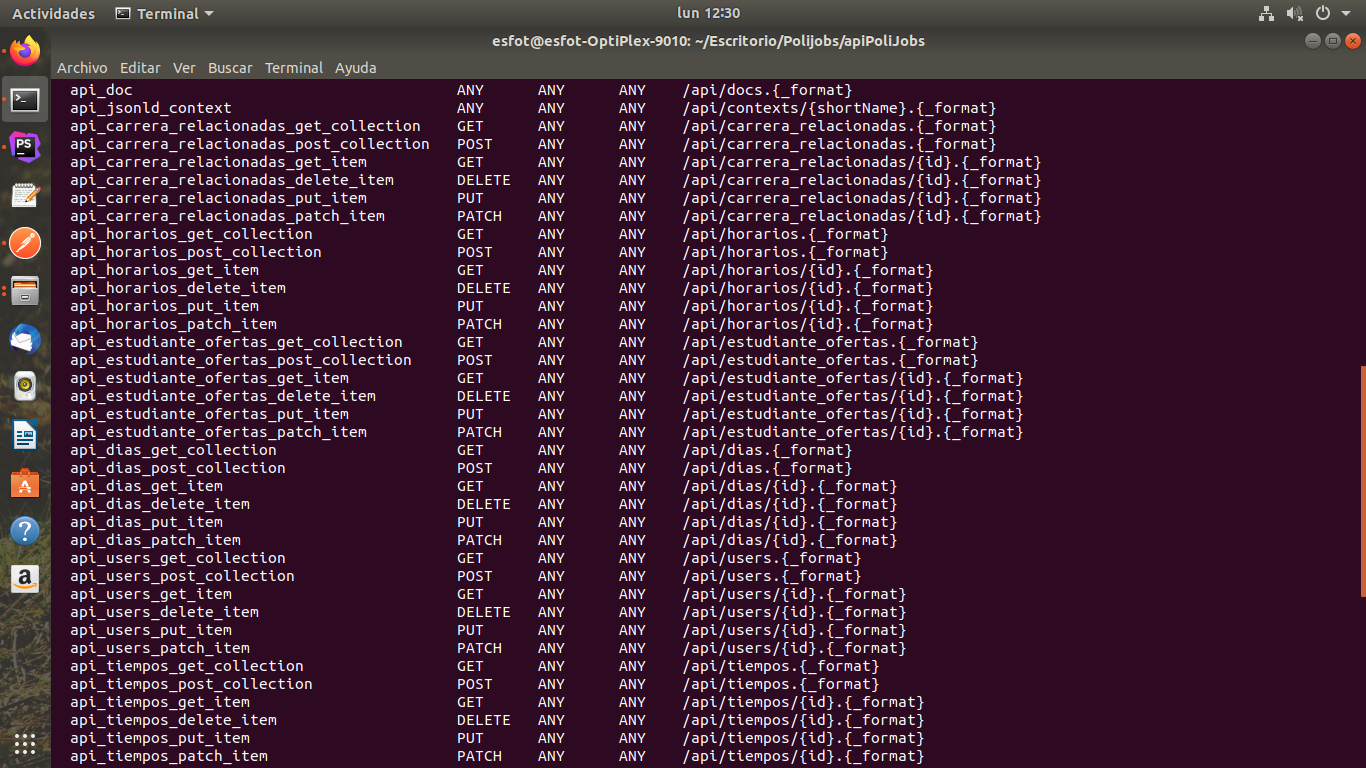 Actividades Terminal lun 12:30
esfot@esfot-OptiPlex-9010: ~/Escritorio/Polijobs/apiPoliJobs
Archivo Editar Ver Buscar Terminal Ayuda
api_doc ANY ANY ANY /api/docs.{_format}
api_jsonld_context ANY ANY ANY /api/contexts/{shortName}.{_format}
api_carrera_relacionadas_get_collection GET ANY ANY /api/carrera_relacionadas.{_format}
api_carrera_relacionadas_post_collection POST ANY ANY /api/carrera_relacionadas.{_format}
api_carrera_relacionadas_get_item GET ANY ANY /api/carrera_relacionadas/{id}.{_format}
api_carrera_relacionadas_delete_item DELETE ANY ANY /api/carrera_relacionadas/{id}.{_format}
api_carrera_relacionadas_put_item PUT ANY ANY /api/carrera_relacionadas/{id}.{_format}
api_carrera_relacionadas_patch_item PATCH ANY ANY /api/carrera_relacionadas/{id}.{_format}
api_horarios_get_collection GET ANY ANY /api/horarios.{_format}
api_horarios_post_collection POST ANY ANY /api/horarios.{_format}
api_horarios_get_item GET ANY ANY /api/horarios/{id}.{_format}
api_horarios_delete_item DELETE ANY ANY /api/horarios/{id}.{_format}
api_horarios_put_item PUT ANY ANY /api/horarios/{id}.{_format}
api_horarios_patch_item PATCH ANY ANY /api/horarios/{id}.{_format}
api_estudiante_ofertas_get_collection GET ANY ANY /api/estudiante_ofertas.{_format}
api_estudiante_ofertas_post_collection POST ANY ANY /api/estudiante_ofertas.{_format}
api_estudiante_ofertas_get_item GET ANY ANY /api/estudiante_ofertas/{id}.{_format}
api_estudiante_ofertas_delete_item DELETE ANY ANY /api/estudiante_ofertas/{id}.{_format}
api_estudiante_ofertas_put_item PUT ANY ANY /api/estudiante_ofertas/{id}.{_format}
api_estudiante_ofertas_patch_item PATCH ANY ANY /api/estudiante_ofertas/{id}.{_format}
api_dias_get_collection GET ANY ANY /api/dias.{_format}
api_dias_post_collection POST ANY ANY /api/dias.{_format}
api_dias_get_item GET ANY ANY /api/dias/{id}.{_format}
api_dias_delete_item DELETE ANY ANY /api/dias/{id}.{_format}
api_dias_put_item PUT ANY ANY /api/dias/{id}.{_format}
api_dias_patch_item PATCH ANY ANY /api/dias/{id}.{_format}
api_users_get_collection GET ANY ANY /api/users.{_format}
api_users_post_collection POST ANY ANY /api/users.{_format}
api_users_get_item GET ANY ANY /api/users/{id}.{_format}
api_users_delete_item DELETE ANY ANY /api/users/{id}.{_format}
api_users_put_item PUT ANY ANY /api/users/{id}.{_format}
api_users_patch_item PATCH ANY ANY /api/users/{id}.{_format}
api_tiempos_get_collection GET ANY ANY /api/tiempos.{_format}
api_tiempos_post_collection POST ANY ANY /api/tiempos.{_format}
api_tiempos_get_item GET ANY ANY /api/tiempos/{id}.{_format}
api_tiempos_delete_item DELETE ANY ANY /api/tiempos/{id}.{_format}
api_tiempos_put_item PUT ANY ANY /api/tiempos/{id}.{_format}
api_tiempos_patch_item PATCH ANY ANY /api/tiempos/{id}.{_format}
PS
?
a